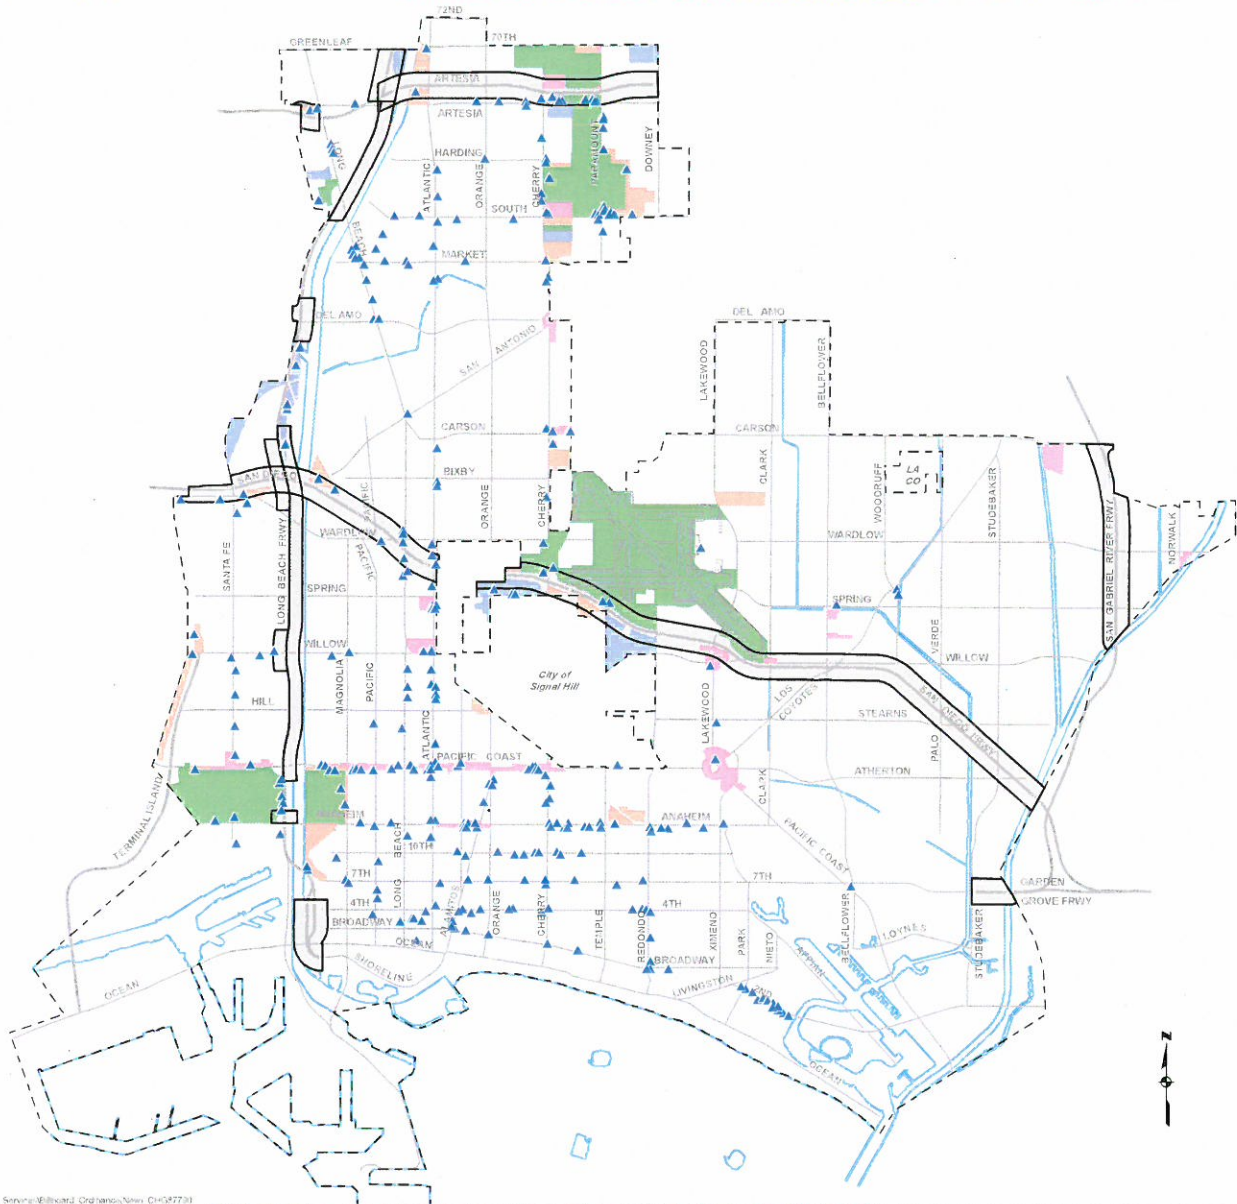 72ND
GREENLEAF
70TH
ARTESIA
ARTESIA
LONG
HARDING
ATLANTIC
ORANGE
CHERRY
PARAMOUNT
DOWNEY
SOUTH
BEACH
MARKET
DEL AMO
DEL AMO
SAN ANTONIO
LAKEWOOD
BELLFLOWER
CARSON
CARSON
CLARK
WOODRUFF
LA
CO
STUDEBAKER
BIXBY
SAN DIEGO
PACIFIC
ORANGE
CHERRY
WARDLOW
PACIFIC
WARDLOW
NORWALK
SANTA FE
LONG BEACH FRWY
SAN GABRIEL RIVER FRWY
SPRING
SPRING
VERDE
WILLOW
WILLOW
MAGNOLIA
PACIFIC
City of
Signal Hill
LOS
COYOTES
SAN DIEGO FRWY
HILL
LAKEWOOD
STEARNS
ATLANTIC
PALO
PACIFIC COAST
CLARK
ATHERTON
TERMINAL ISLAND
ANAHEIM
ANAHEIM
LONG BEACH
10TH
PACIFIC COAST
7TH
7TH
GARDEN
GROVE FRWY
ALAMITOS
ORANGE
CHERRY
4TH
4TH
BROADWAY
TEMPLE
REDONDO
XIMENO
PARK
NIETO
BELLFLOWER
LOYNES
STUDEBAKER
OCEAN
SHORELINE
BROADWAY
APPIAN
OCEAN
LIVINGSTON
2ND
OCEAN
N